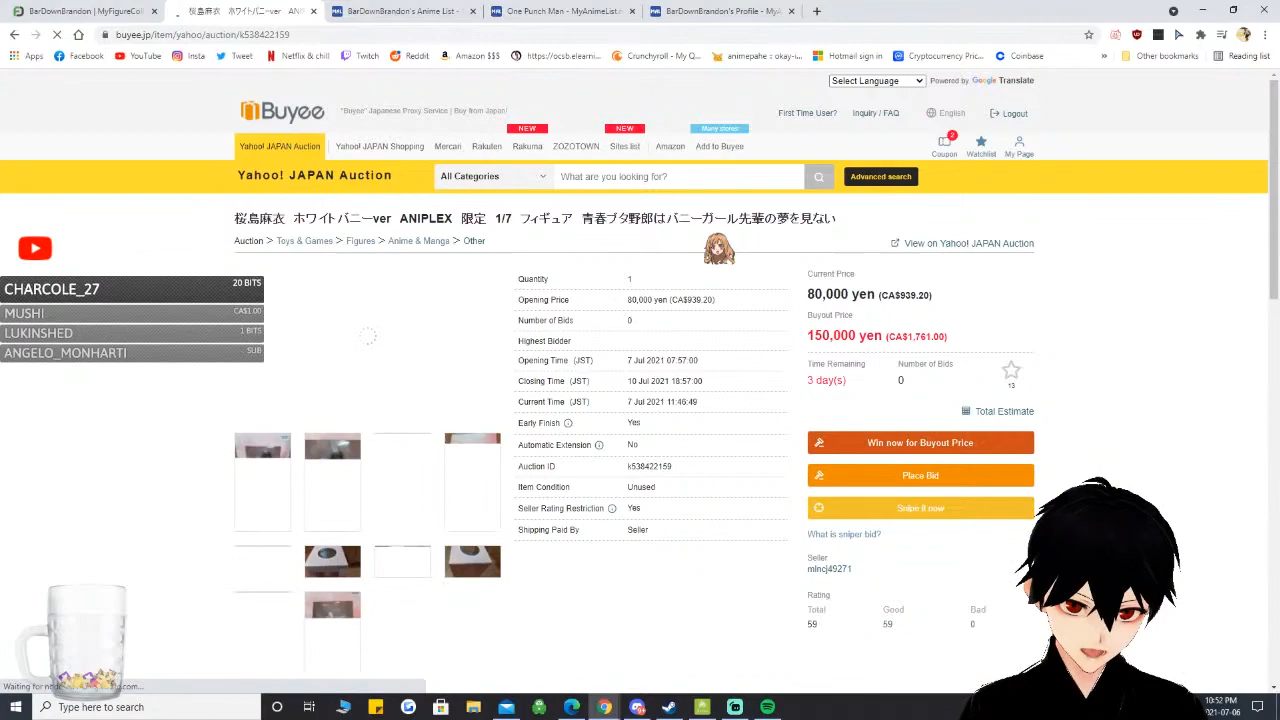 BarDownBrandon's Community
桜島麻衣 ホワイトバニーver
BarDownBrandon's Anime List -
One Punch Man - MyAnimeList.n
BarDownBrandon's Profile - MyA
buyee.jp/item/yahoo/auction/k538422159
Apps
Facebook
YouTube
Insta
Tweet
Twitch
Reddit
Amazon $$$
https://ocsb.elearni...
Crunchyroll - My Q...
animepahe :: okay-i...
Hotmail sign in
Cryptocurrency Pric...
Coinbase
»
Other bookmarks
Reading list
Select Language
Powered by Google Translate
Buyee
"Buyee" Japanese Proxy Service | Buy from Japan!
First Time User?
Inquiry / FAQ
English
Logout
NEW
NEW
Many stores!
Yahoo! JAPAN Auction
Yahoo! JAPAN Shopping
Mercari
Rakuten
Rakuma
ZOZOTOWN
Sites list
Amazon
Add to Buyee
2
Coupon
Watchlist
My Page
Yahoo! JAPAN Auction
All Categories
What are you looking for?
Advanced search
桜島麻衣 ホワイトバニーver ANIPLEX 限定 1/7 フィギュア 青春ブタ野郎はバニーガール先輩の夢を見ない
Auction > Toys & Games > Figures > Anime & Manga > Other
View on Yahoo! JAPAN Auction
CHARCOLE_27 20 BITS
MUSHI CA$1.00
LUKINSHED 1 BITS
ANGELO_MONHARTI SUB
Quantity 1
Opening Price 80,000 yen (CA$939.20)
Number of Bids 0
Highest Bidder
Opening Time (JST) 7 Jul 2021 07:57:00
Closing Time (JST) 10 Jul 2021 18:57:00
Current Time (JST) 7 Jul 2021 11:46:49
Early Finish Yes
Automatic Extension No
Auction ID k538422159
Item Condition Unused
Seller Rating Restriction Yes
Shipping Paid By Seller
Current Price
80,000 yen (CA$939.20)
Buyout Price
150,000 yen (CA$1,761.00)
Time Remaining
3 day(s)
Number of Bids
0
13
Total Estimate
Win now for Buyout Price
Place Bid
Snipe it now
What is sniper bid?
Seller
mincj49271
Rating
Total Good Bad
59 59 0
Type here to search
10:52 PM
2021-07-06